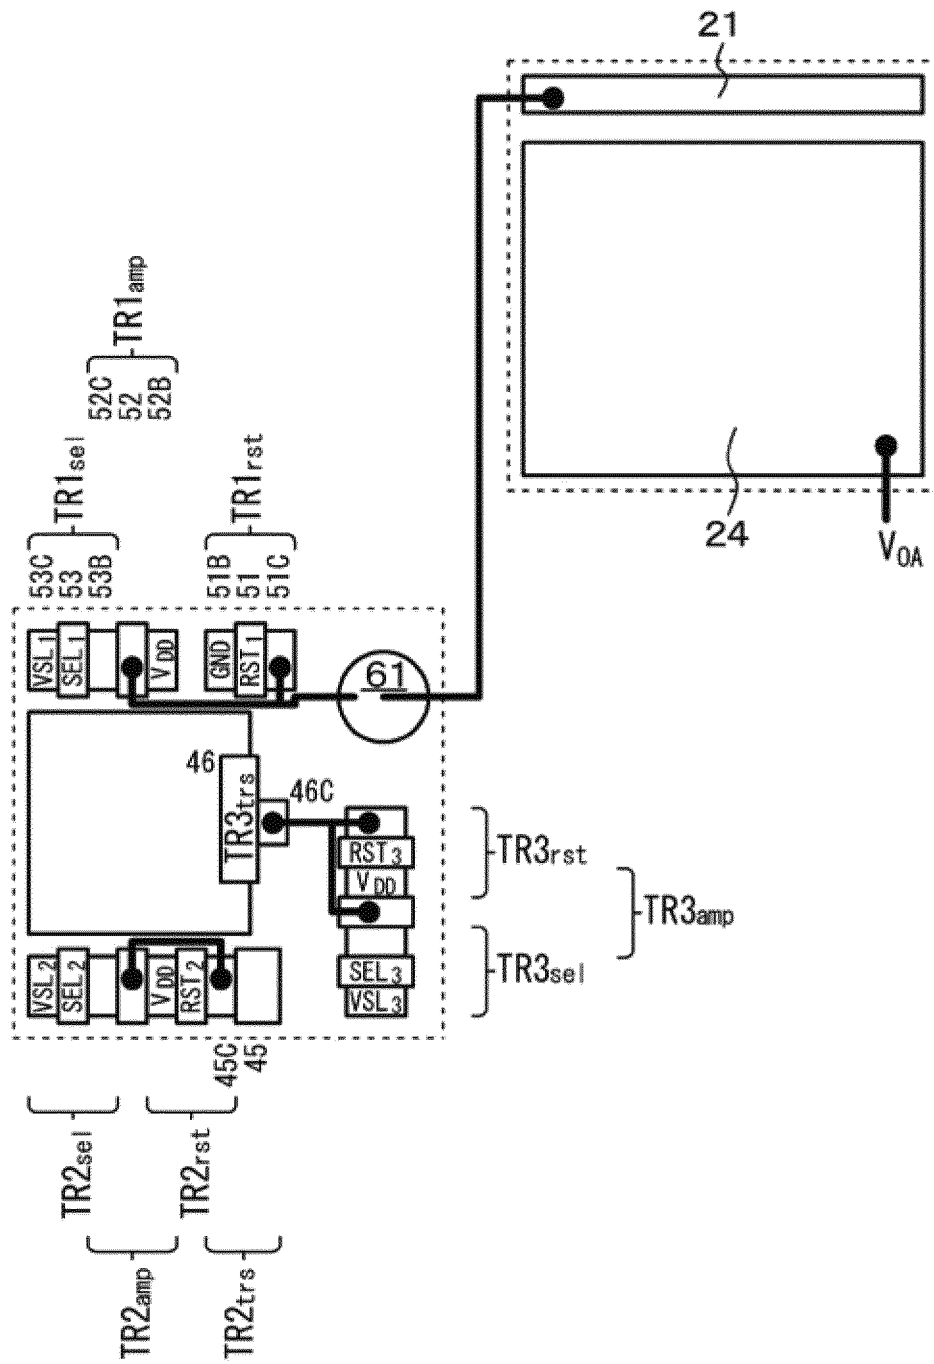 21
24
V_OA
TR1amp
52C
52
52B
TR1sel
53C
53
53B
TR1rst
51B
51
51C
VSL1
SEL1
VDD
GND
RST1
61
46
TR3trs
46C
RST3
VDD
SEL3
VSL3
TR3rst
TR3amp
TR3sel
VSL2
SEL2
VDD
RST2
45C
45
TR2sel
TR2rst
TR2amp
TR2trs